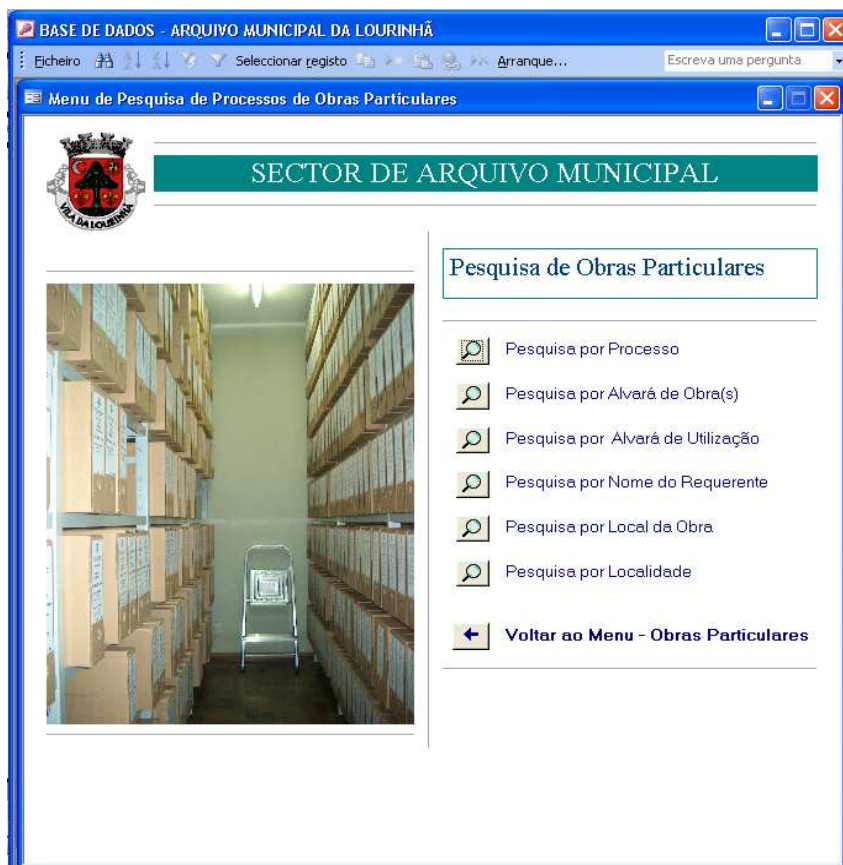 BASE DE DADOS - ARQUIVO MUNICIPAL DA LOURINHÃ
Ficheiro Seleccionar registo Arranque... Escreva uma pergunta
Menu de Pesquisa de Processos de Obras Particulares
SECTOR DE ARQUIVO MUNICIPAL
VILA DA LOURINHÃ
Pesquisa de Obras Particulares
Pesquisa por Processo
Pesquisa por Alvará de Obra(s)
Pesquisa por Alvará de Utilização
Pesquisa por Nome do Requerente
Pesquisa por Local da Obra
Pesquisa por Localidade
Voltar ao Menu - Obras Particulares